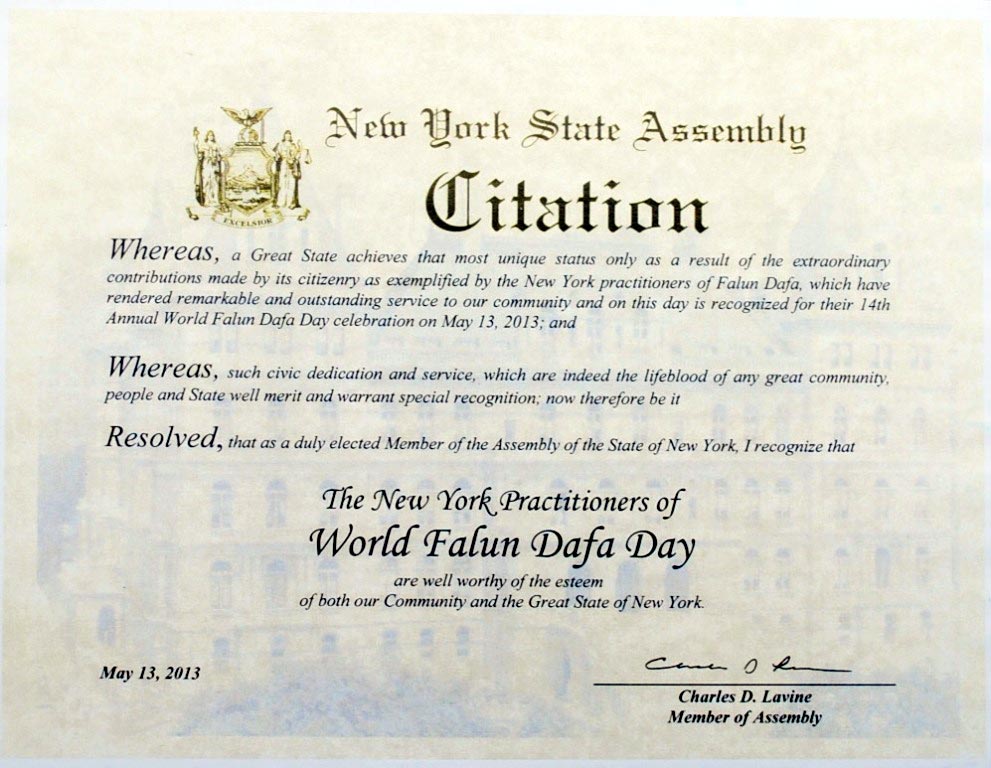 New York State Assembly
Citation
EXCELSIOR
Whereas, a Great State achieves that most unique status only as a result of the extraordinary
contributions made by its citizenry as exemplified by the New York practitioners of Falun Dafa, which have
rendered remarkable and outstanding service to our community and on this day is recognized for their 14th
Annual World Falun Dafa Day celebration on May 13, 2013; and
Whereas, such civic dedication and service, which are indeed the lifeblood of any great community,
people and State well merit and warrant special recognition; now therefore be it
Resolved, that as a duly elected Member of the Assembly of the State of New York, I recognize that
The New York Practitioners of
World Falun Dafa Day
are well worthy of the esteem
of both our Community and the Great State of New York.
May 13, 2013
Charles D. Lavine
Member of Assembly